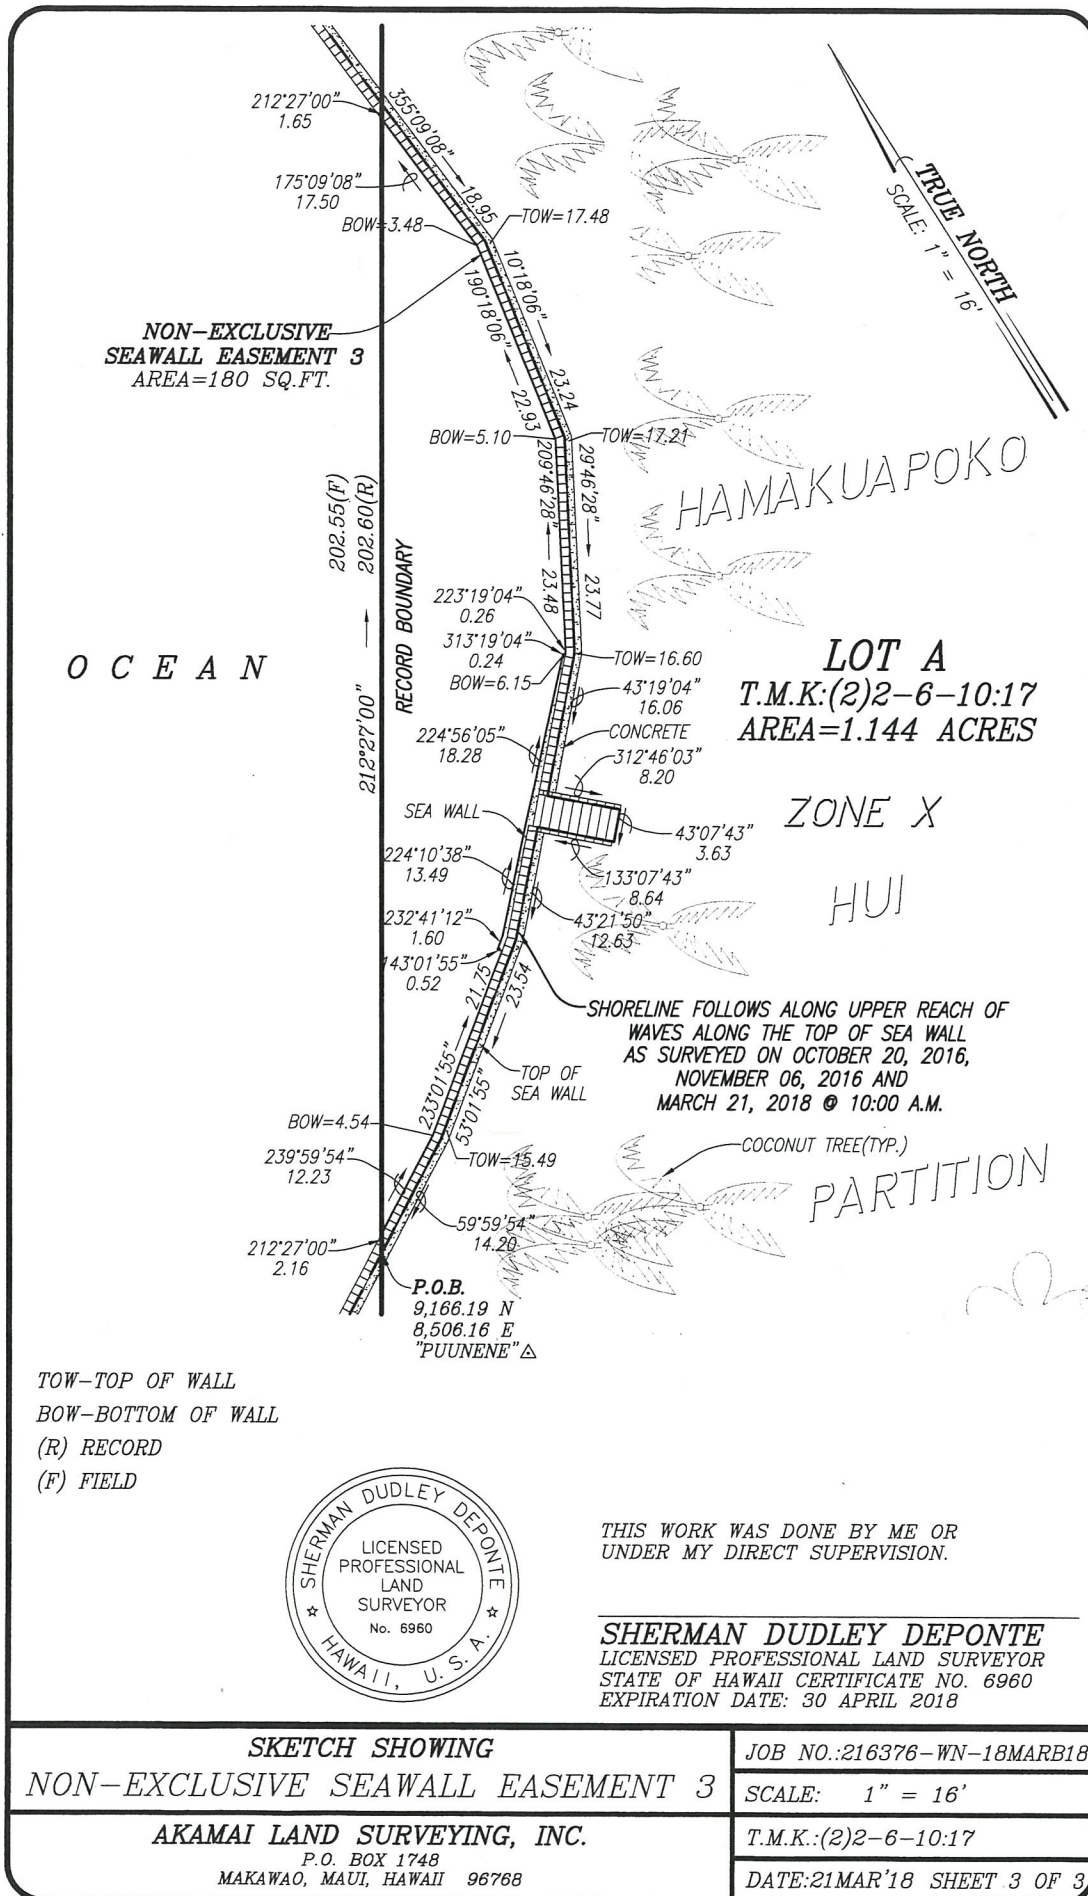 212°27'00"
1.65
355°09'08"
18.95
175°09'08"
17.50
BOW=3.48
TOW=17.48
TRUE NORTH
SCALE: 1" = 16'
10°18'06"
23.24
190°18'06"
22.93
NON-EXCLUSIVE
SEAWALL EASEMENT 3
AREA=180 SQ.FT.
BOW=5.10
TOW=17.21
HAMAKUAPOKO
209°46'28"
23.48
29°46'28"
23.77
202.55(F)
202.60(R)
212°27'00"
RECORD BOUNDARY
223°19'04"
0.26
313°19'04"
0.24
BOW=6.15
TOW=16.60
OCEAN
LOT A
T.M.K:(2)2-6-10:17
AREA=1.144 ACRES
43°19'04"
16.06
CONCRETE
224°56'05"
18.28
312°46'03"
8.20
SEA WALL
ZONE X
43°07'43"
3.63
224°10'38"
13.49
133°07'43"
8.64
HUI
43°21'50"
12.63
232°41'12"
1.60
143°01'55"
0.52
21.75
233°01'55"
23.54
53°01'55"
SHORELINE FOLLOWS ALONG UPPER REACH OF
WAVES ALONG THE TOP OF SEA WALL
AS SURVEYED ON OCTOBER 20, 2016,
NOVEMBER 06, 2016 AND
MARCH 21, 2018 @ 10:00 A.M.
TOP OF
SEA WALL
BOW=4.54
TOW=15.49
COCONUT TREE(TYP.)
PARTITION
239°59'54"
12.23
59°59'54"
14.20
212°27'00"
2.16
P.O.B.
9,166.19 N
8,506.16 E
"PUUNENE"
TOW-TOP OF WALL
BOW-BOTTOM OF WALL
(R) RECORD
(F) FIELD
SHERMAN DUDLEY DEPONTE
LICENSED
PROFESSIONAL
LAND
SURVEYOR
No. 6960
HAWAII, U.S.A.
THIS WORK WAS DONE BY ME OR
UNDER MY DIRECT SUPERVISION.
SHERMAN DUDLEY DEPONTE
LICENSED PROFESSIONAL LAND SURVEYOR
STATE OF HAWAII CERTIFICATE NO. 6960
EXPIRATION DATE: 30 APRIL 2018
SKETCH SHOWING
NON-EXCLUSIVE SEAWALL EASEMENT 3
AKAMAI LAND SURVEYING, INC.
P.O. BOX 1748
MAKAWAO, MAUI, HAWAII 96768
JOB NO.:216376-WN-18MARB18
SCALE: 1" = 16'
T.M.K.:(2)2-6-10:17
DATE:21MAR'18 SHEET 3 OF 3